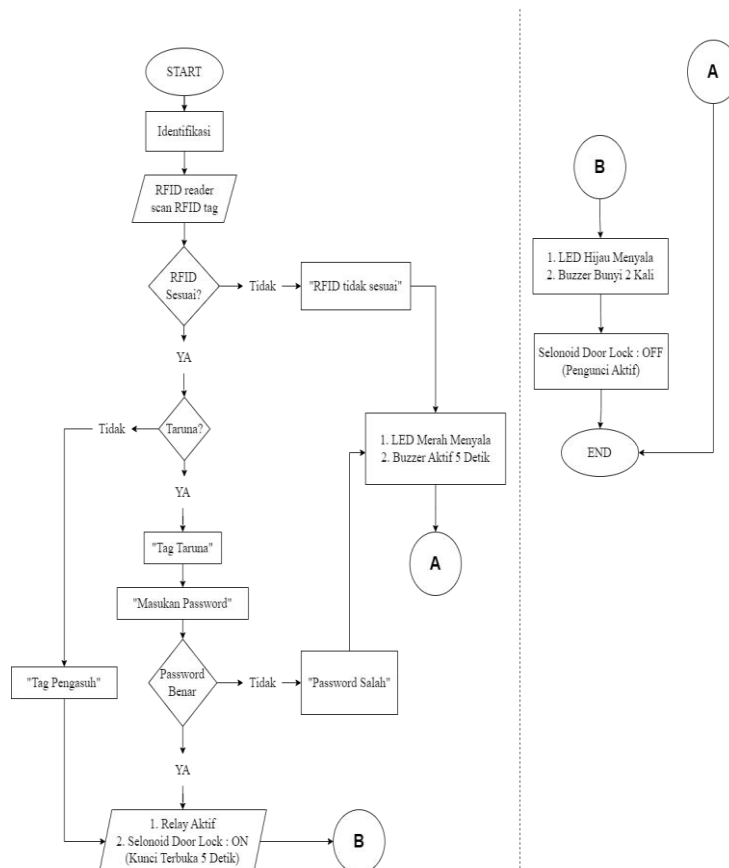 START
Identifikasi
RFID reader
scan RFID tag
RFID
Sesuai?
Tidak
"RFID tidak sesuai"
YA
Taruna?
Tidak
YA
1. LED Merah Menyala
2. Buzzer Aktif 5 Detik
A
"Tag Taruna"
"Masukan Password"
"Tag Pengasuh"
Password
Benar
Tidak
"Password Salah"
YA
1. Relay Aktif
2. Selonoid Door Lock : ON
(Kunci Terbuka 5 Detik)
B
A
B
1. LED Hijau Menyala
2. Buzzer Bunyi 2 Kali
Selonoid Door Lock : OFF
(Pengunci Aktif)
END